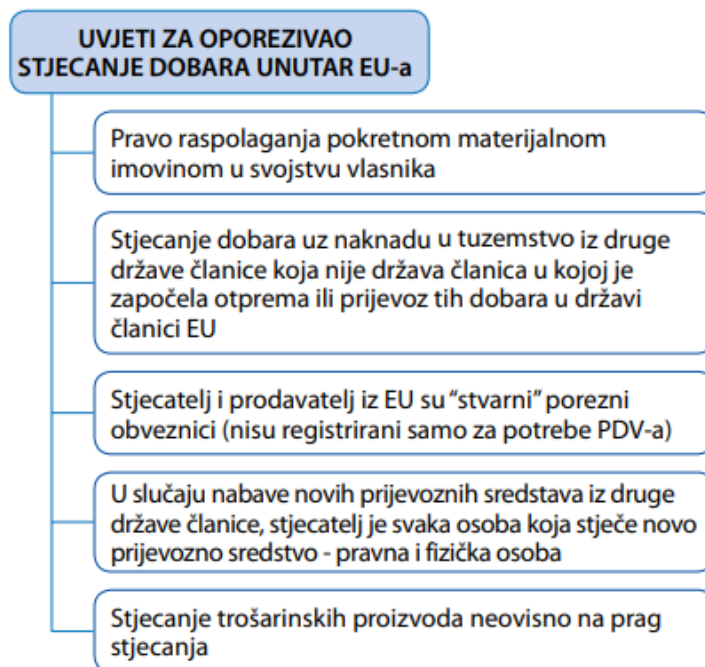 UVJETI ZA OPOREZIVAO
STJECANJE DOBARA UNUTAR EU-a
Pravo raspolaganja pokretnom materijalnom
imovinom u svojstvu vlasnika
Stjecanje dobara uz naknadu u tuzemstvo iz druge
države članice koja nije država članica u kojoj je
započela otprema ili prijevoz tih dobara u državi
članici EU
Stjecatelj i prodavatelj iz EU su “stvarni” porezni
obveznici (nisu registrirani samo za potrebe PDV-a)
U slučaju nabave novih prijevoznih sredstava iz druge
države članice, stjecatelj je svaka osoba koja stječe novo
prijevozno sredstvo - pravna i fizička osoba
Stjecanje trošarinskih proizvoda neovisno na prag
stjecanja